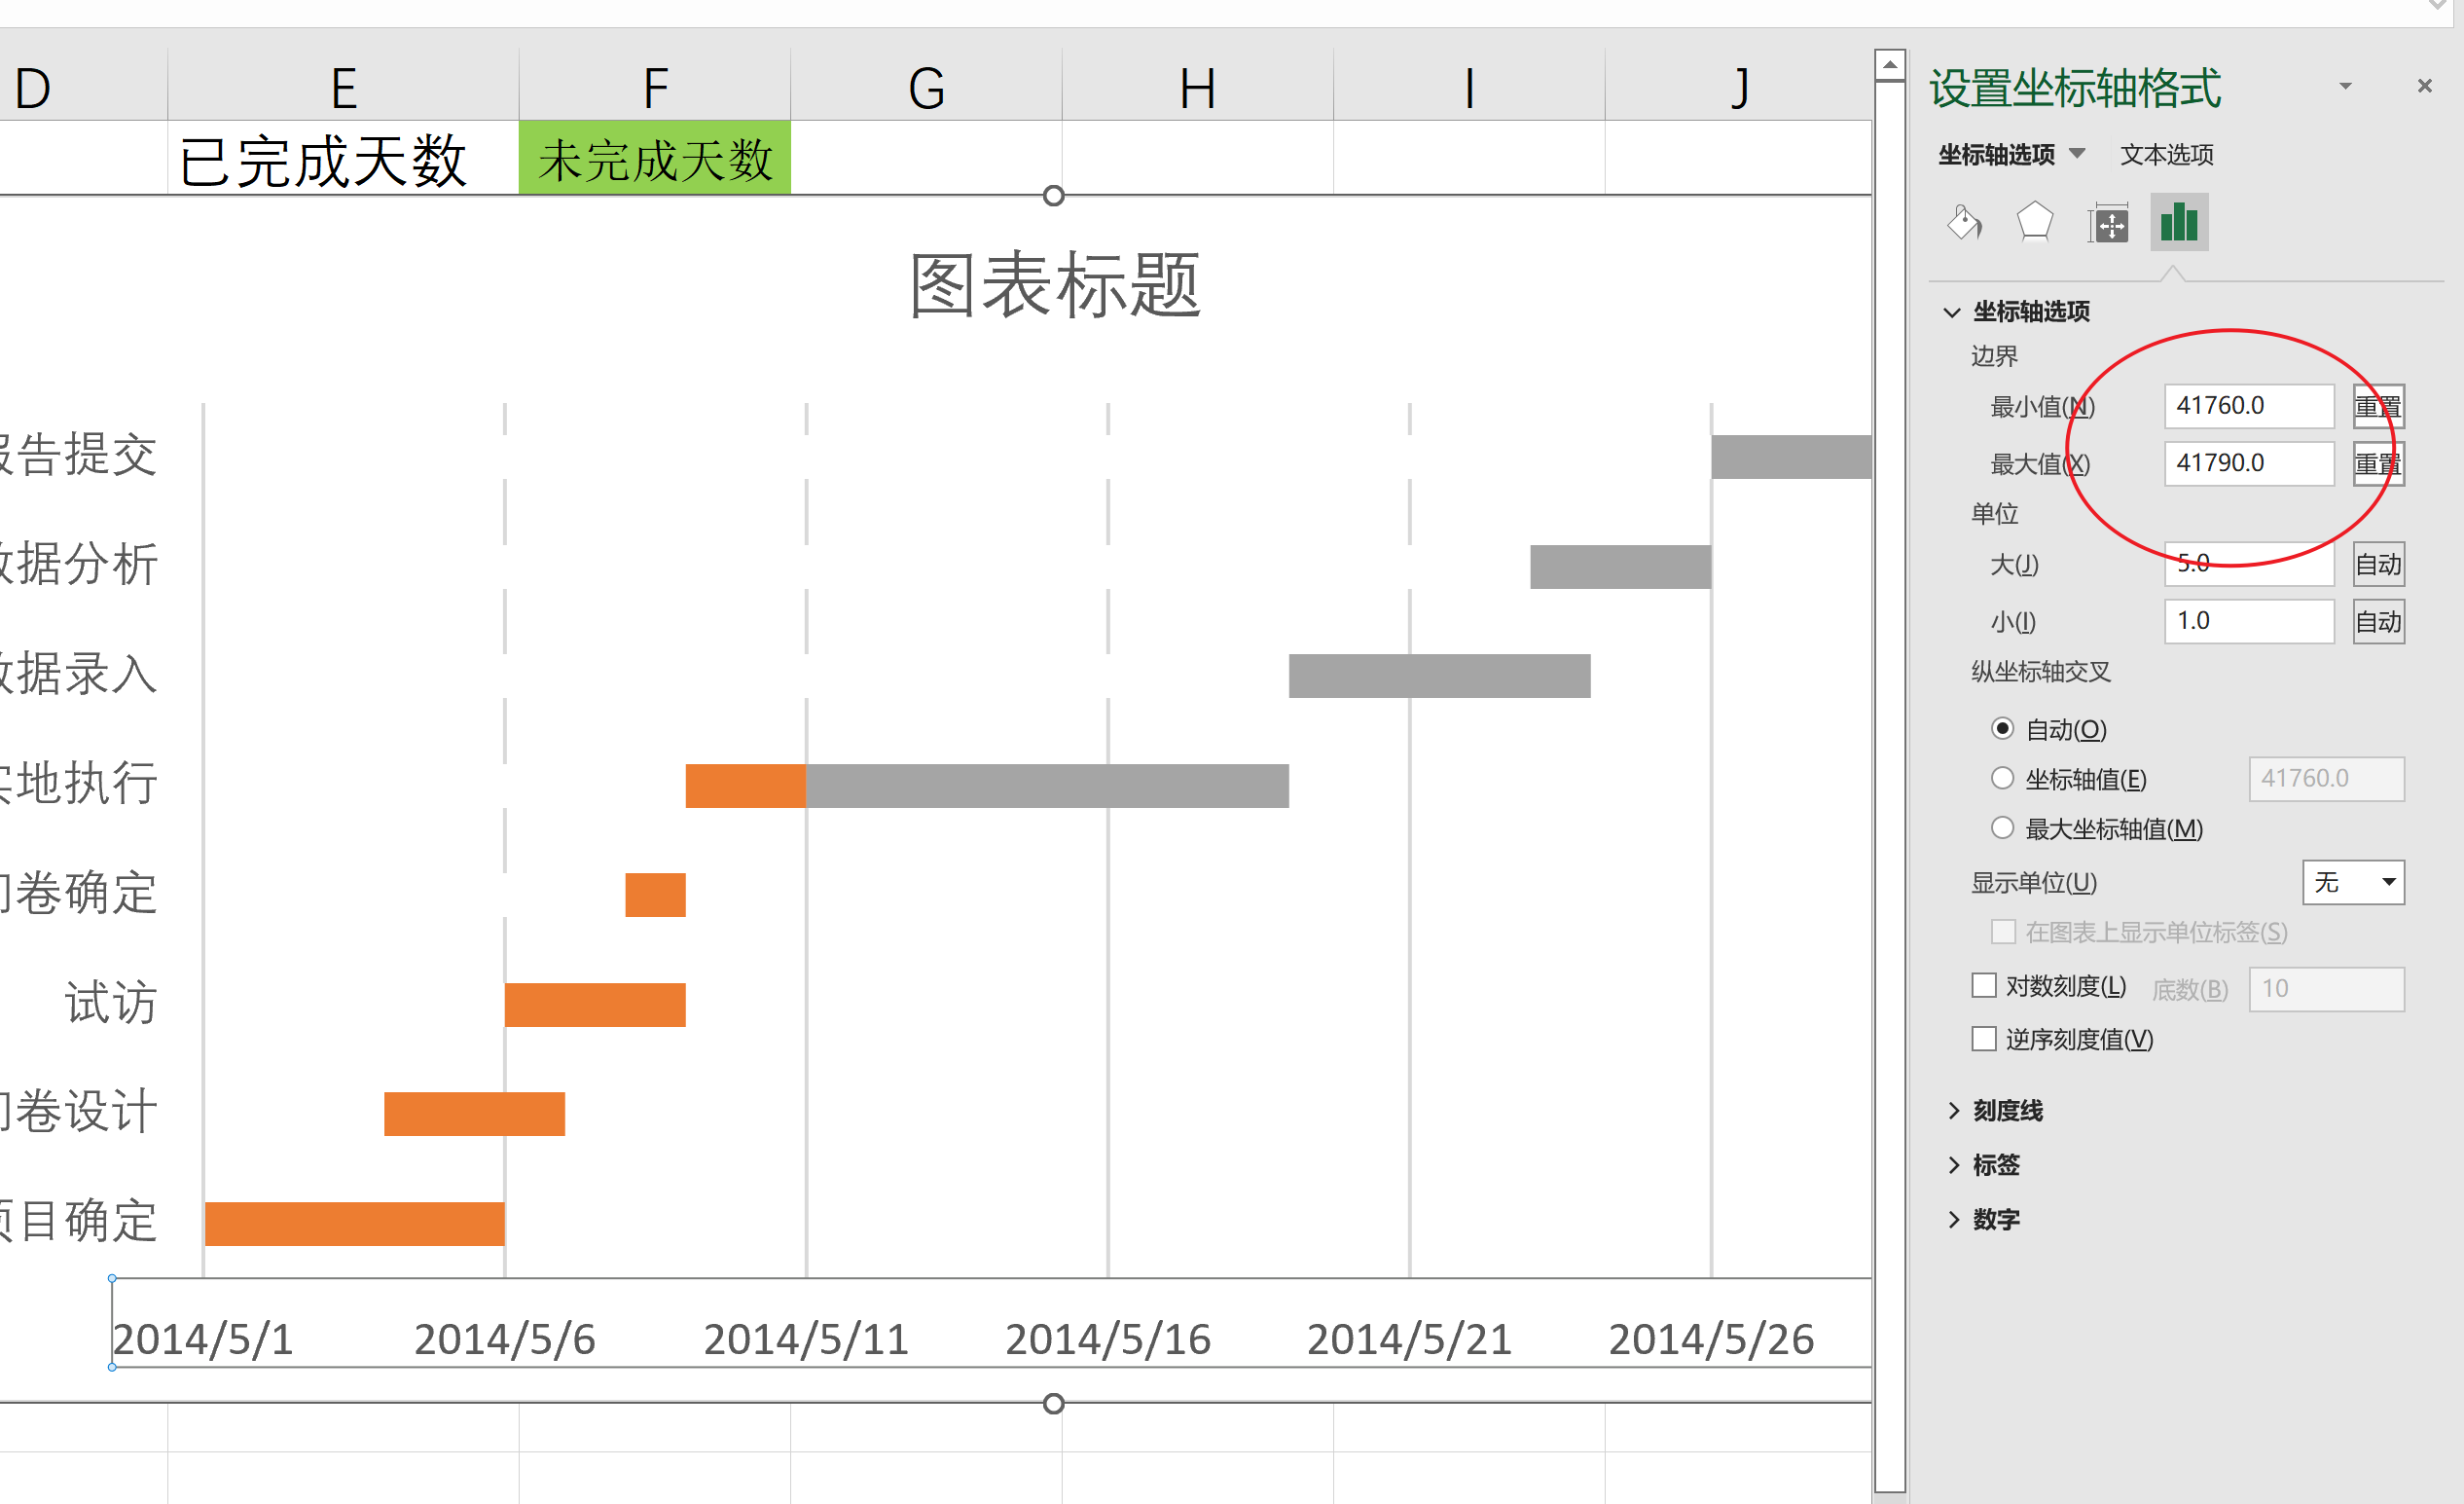 D E F G H I J
已完成天数 未完成天数
图表标题
报告提交
数据分析
数据录入
实地执行
问卷确定
试访
问卷设计
项目确定
2014/5/1 2014/5/6 2014/5/11 2014/5/16 2014/5/21 2014/5/26
设置坐标轴格式
坐标轴选项 文本选项
坐标轴选项
边界
最小值(N) 41760.0 重置
最大值(X) 41790.0 重置
单位
大(J) 5.0 自动
小(I) 1.0 自动
纵坐标轴交叉
自动(O)
坐标轴值(E) 41760.0
最大坐标轴值(M)
显示单位(U) 无
在图表上显示单位标签(S)
对数刻度(L) 底数(B) 10
逆序刻度值(V)
刻度线
标签
数字